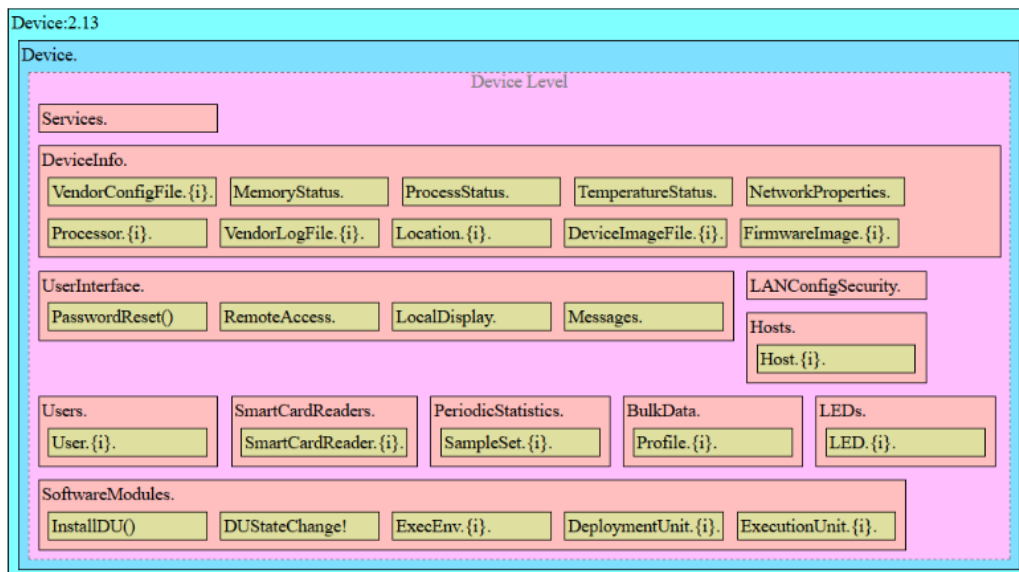 Device:2.13
Device.
Device Level
Services.
DeviceInfo.
VendorConfigFile.{i}. MemoryStatus. ProcessStatus. TemperatureStatus. NetworkProperties.
Processor.{i}. VendorLogFile.{i}. Location.{i}. DeviceImageFile.{i}. FirmwareImage.{i}.
UserInterface.
PasswordReset() RemoteAccess. LocalDisplay. Messages.
LANConfigSecurity.
Hosts.
Host.{i}.
Users. SmartCardReaders. PeriodicStatistics. BulkData. LEDs.
User.{i}. SmartCardReader.{i}. SampleSet.{i}. Profile.{i}. LED.{i}.
SoftwareModules.
InstallDU() DUStateChange! ExecEnv.{i}. DeploymentUnit.{i}. ExecutionUnit.{i}.